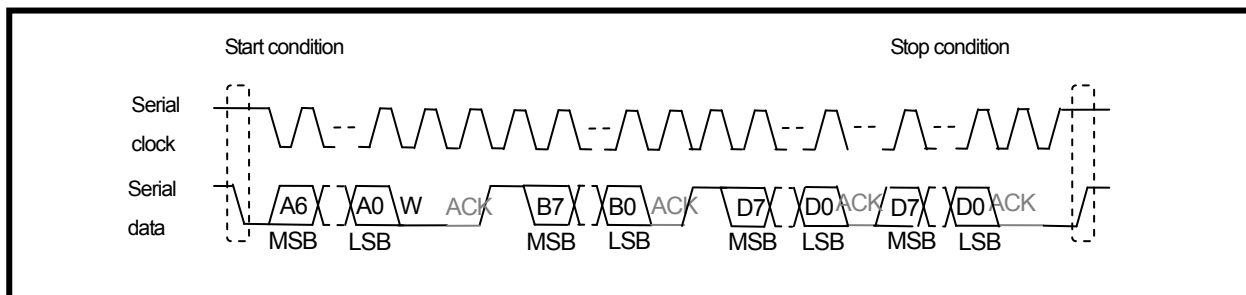 Start condition Stop condition
Serial
clock
Serial
data
A6 A0 W ACK B7 B0 ACK D7 D0 ACK D7 D0 ACK
MSB LSB MSB LSB MSB LSB MSB LSB